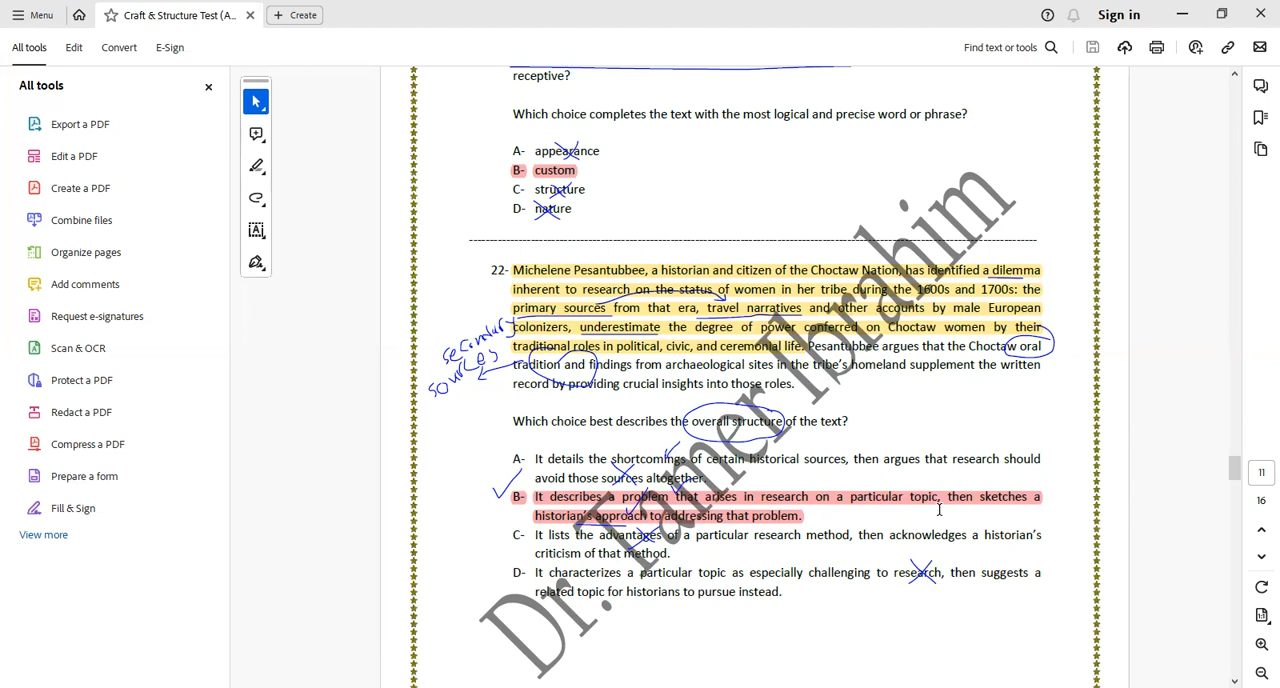 Menu
Craft & Structure Test (A...
Create
Sign in
All tools
Edit
Convert
E-Sign
Find text or tools
All tools
Export a PDF
Edit a PDF
Create a PDF
Combine files
Organize pages
Add comments
Request e-signatures
Scan & OCR
Protect a PDF
Redact a PDF
Compress a PDF
Prepare a form
Fill & Sign
View more
receptive?
Which choice completes the text with the most logical and precise word or phrase?
A- appearance
B- custom
C- structure
D- nature
22- Michelene Pesantubbee, a historian and citizen of the Choctaw Nation, has identified a dilemma
inherent to research on the status of women in her tribe during the 1600s and 1700s: the
primary sources from that era, travel narratives and other accounts by male European
colonizers, underestimate the degree of power conferred on Choctaw women by their
traditional roles in political, civic, and ceremonial life. Pesantubbee argues that the Choctaw oral
tradition and findings from archaeological sites in the tribe's homeland supplement the written
record by providing crucial insights into those roles.
secondary
sources
Which choice best describes the overall structure of the text?
A- It details the shortcomings of certain historical sources, then argues that research should
avoid those sources altogether.
B- It describes a problem that arises in research on a particular topic, then sketches a
historian's approach to addressing that problem.
C- It lists the advantages of a particular research method, then acknowledges a historian's
criticism of that method.
D- It characterizes a particular topic as especially challenging to research, then suggests a
related topic for historians to pursue instead.
Dr. Tamer Ibrahim
11
16